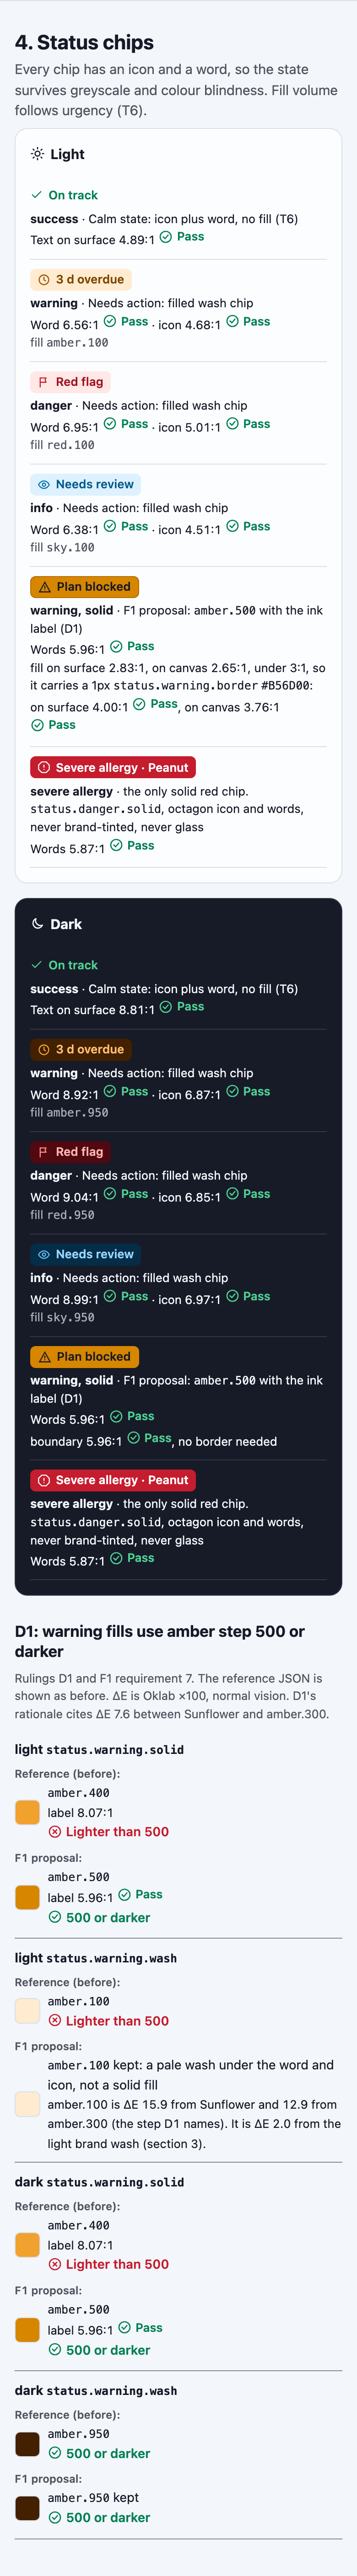 4. Status chips
Every chip has an icon and a word, so the state
survives greyscale and colour blindness. Fill volume
follows urgency (T6).
Light
On track
success · Calm state: icon plus word, no fill (T6)
Text on surface 4.89:1 Pass
3 d overdue
warning · Needs action: filled wash chip
Word 6.56:1 Pass · icon 4.68:1 Pass
fill amber.100
Red flag
danger · Needs action: filled wash chip
Word 6.95:1 Pass · icon 5.01:1 Pass
fill red.100
Needs review
info · Needs action: filled wash chip
Word 6.38:1 Pass · icon 4.51:1 Pass
fill sky.100
Plan blocked
warning, solid · F1 proposal: amber.500 with the ink
label (D1)
Words 5.96:1 Pass
fill on surface 2.83:1, on canvas 2.65:1, under 3:1, so
it carries a 1px status.warning.border #B56D00:
on surface 4.00:1 Pass, on canvas 3.76:1
Pass
Severe allergy · Peanut
severe allergy · the only solid red chip.
status.danger.solid, octagon icon and words,
never brand-tinted, never glass
Words 5.87:1 Pass
Dark
On track
success · Calm state: icon plus word, no fill (T6)
Text on surface 8.81:1 Pass
3 d overdue
warning · Needs action: filled wash chip
Word 8.92:1 Pass · icon 6.87:1 Pass
fill amber.950
Red flag
danger · Needs action: filled wash chip
Word 9.04:1 Pass · icon 6.85:1 Pass
fill red.950
Needs review
info · Needs action: filled wash chip
Word 8.99:1 Pass · icon 6.97:1 Pass
fill sky.950
Plan blocked
warning, solid · F1 proposal: amber.500 with the ink
label (D1)
Words 5.96:1 Pass
boundary 5.96:1 Pass, no border needed
Severe allergy · Peanut
severe allergy · the only solid red chip.
status.danger.solid, octagon icon and words,
never brand-tinted, never glass
Words 5.87:1 Pass
D1: warning fills use amber step 500 or
darker
Rulings D1 and F1 requirement 7. The reference JSON is
shown as before. ΔE is Oklab ×100, normal vision. D1's
rationale cites ΔE 7.6 between Sunflower and amber.300.
light status.warning.solid
Reference (before):
amber.400
label 8.07:1
Lighter than 500
F1 proposal:
amber.500
label 5.96:1 Pass
500 or darker
light status.warning.wash
Reference (before):
amber.100
Lighter than 500
F1 proposal:
amber.100 kept: a pale wash under the word and
icon, not a solid fill
amber.100 is ΔE 15.9 from Sunflower and 12.9 from
amber.300 (the step D1 names). It is ΔE 2.0 from the
light brand wash (section 3).
dark status.warning.solid
Reference (before):
amber.400
label 8.07:1
Lighter than 500
F1 proposal:
amber.500
label 5.96:1 Pass
500 or darker
dark status.warning.wash
Reference (before):
amber.950
500 or darker
F1 proposal:
amber.950 kept
500 or darker